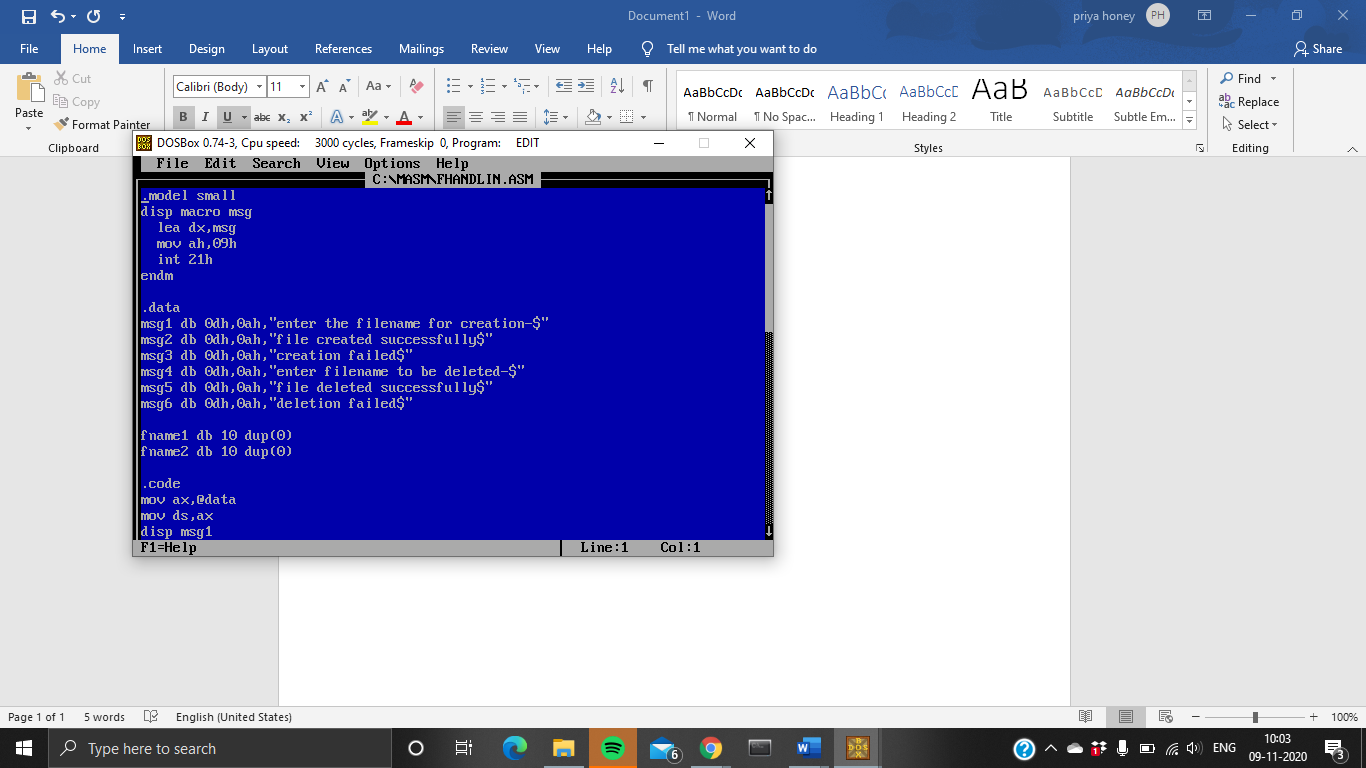 Document1 - Word
priya honey
PH
File Home Insert Design Layout References Mailings Review View Help Tell me what you want to do
Share
Paste
Cut
Copy
Format Painter
Clipboard
Calibri (Body) 11
Aa
B I U abc x₂ x²
AaBbCcDc AaBbCcDc AaBbCc AaBbCcD AaB AaBbCcD AaBbCcDc
¶ Normal ¶ No Spac... Heading 1 Heading 2 Title Subtitle Subtle Em...
Styles
Find
Replace
Select
Editing
DOSBox 0.74-3, Cpu speed: 3000 cycles, Frameskip 0, Program: EDIT
File Edit Search View Options Help
C:\MASM\FHANDLIN.ASM
.model small
disp macro msg
lea dx,msg
mov ah,09h
int 21h
endm
.data
msg1 db 0dh,0ah,"enter the filename for creation-$"
msg2 db 0dh,0ah,"file created successfully$"
msg3 db 0dh,0ah,"creation failed$"
msg4 db 0dh,0ah,"enter filename to be deleted-$"
msg5 db 0dh,0ah,"file deleted successfully$"
msg6 db 0dh,0ah,"deletion failed$"
fname1 db 10 dup(0)
fname2 db 10 dup(0)
.code
mov ax,@data
mov ds,ax
disp msg1
F1=Help Line:1 Col:1
Page 1 of 1 5 words English (United States)
100%
Type here to search
6
1
ENG
10:03
09-11-2020
3